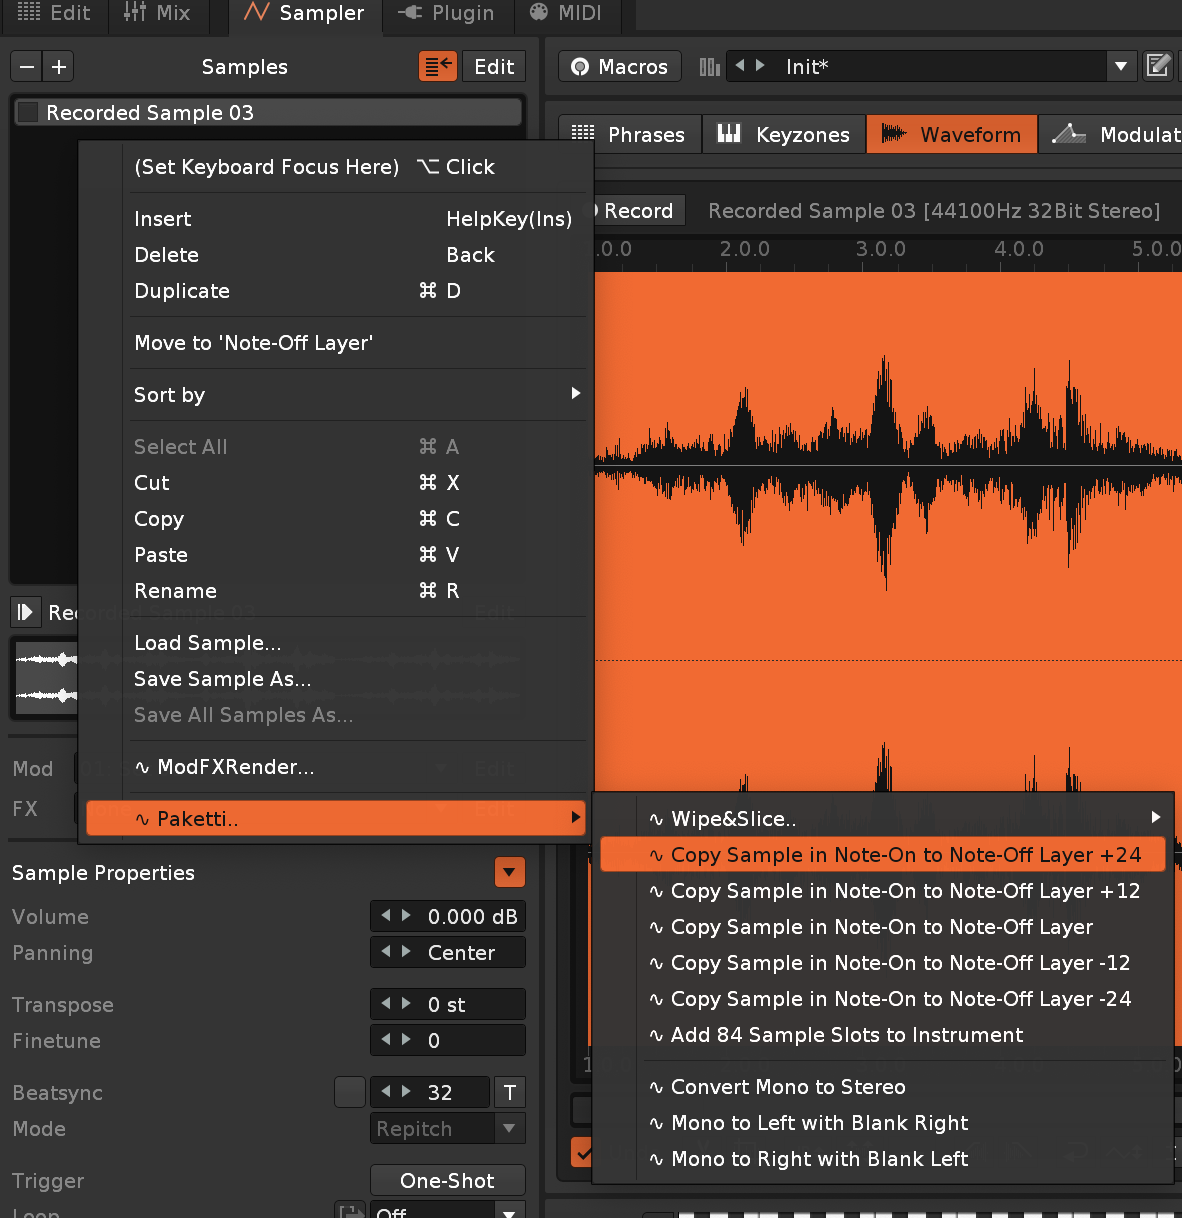 Edit
Mix
Sampler
Plugin
MIDI
Samples
Edit
Macros
Init*
Recorded Sample 03
Phrases
Keyzones
Waveform
Modulat
(Set Keyboard Focus Here) ⌥ Click
Insert HelpKey(Ins)
Delete Back
Duplicate ⌘ D
Move to 'Note-Off Layer'
Sort by
Select All ⌘ A
Cut ⌘ X
Copy ⌘ C
Paste ⌘ V
Rename ⌘ R
Load Sample...
Save Sample As...
Save All Samples As...
∿ ModFXRender...
∿ Paketti..
Record
Recorded Sample 03 [44100Hz 32Bit Stereo]
.0.0 2.0.0 3.0.0 4.0.0 5.0.0
Recorded Sample 03 Edit
Mod Edit
FX Edit
∿ Wipe&Slice..
∿ Copy Sample in Note-On to Note-Off Layer +24
∿ Copy Sample in Note-On to Note-Off Layer +12
∿ Copy Sample in Note-On to Note-Off Layer
∿ Copy Sample in Note-On to Note-Off Layer -12
∿ Copy Sample in Note-On to Note-Off Layer -24
∿ Add 84 Sample Slots to Instrument
∿ Convert Mono to Stereo
∿ Mono to Left with Blank Right
∿ Mono to Right with Blank Left
Sample Properties
Volume 0.000 dB
Panning Center
Transpose 0 st
Finetune 0
Beatsync 32 T
Mode Repitch
Trigger One-Shot
Loop Off